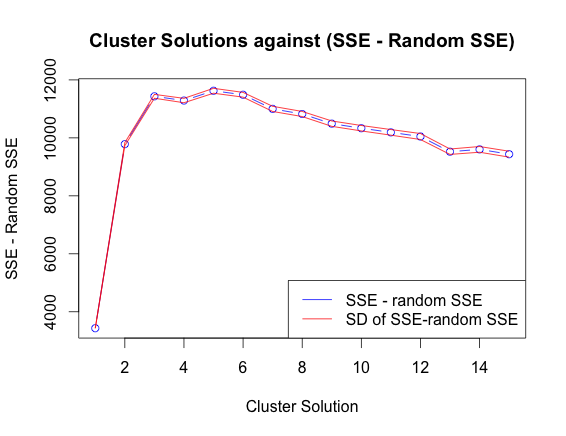 Cluster Solutions against (SSE - Random SSE)
SSE - Random SSE
12000
10000
8000
6000
4000
SSE - random SSE
SD of SSE-random SSE
2 4 6 8 10 12 14
Cluster Solution